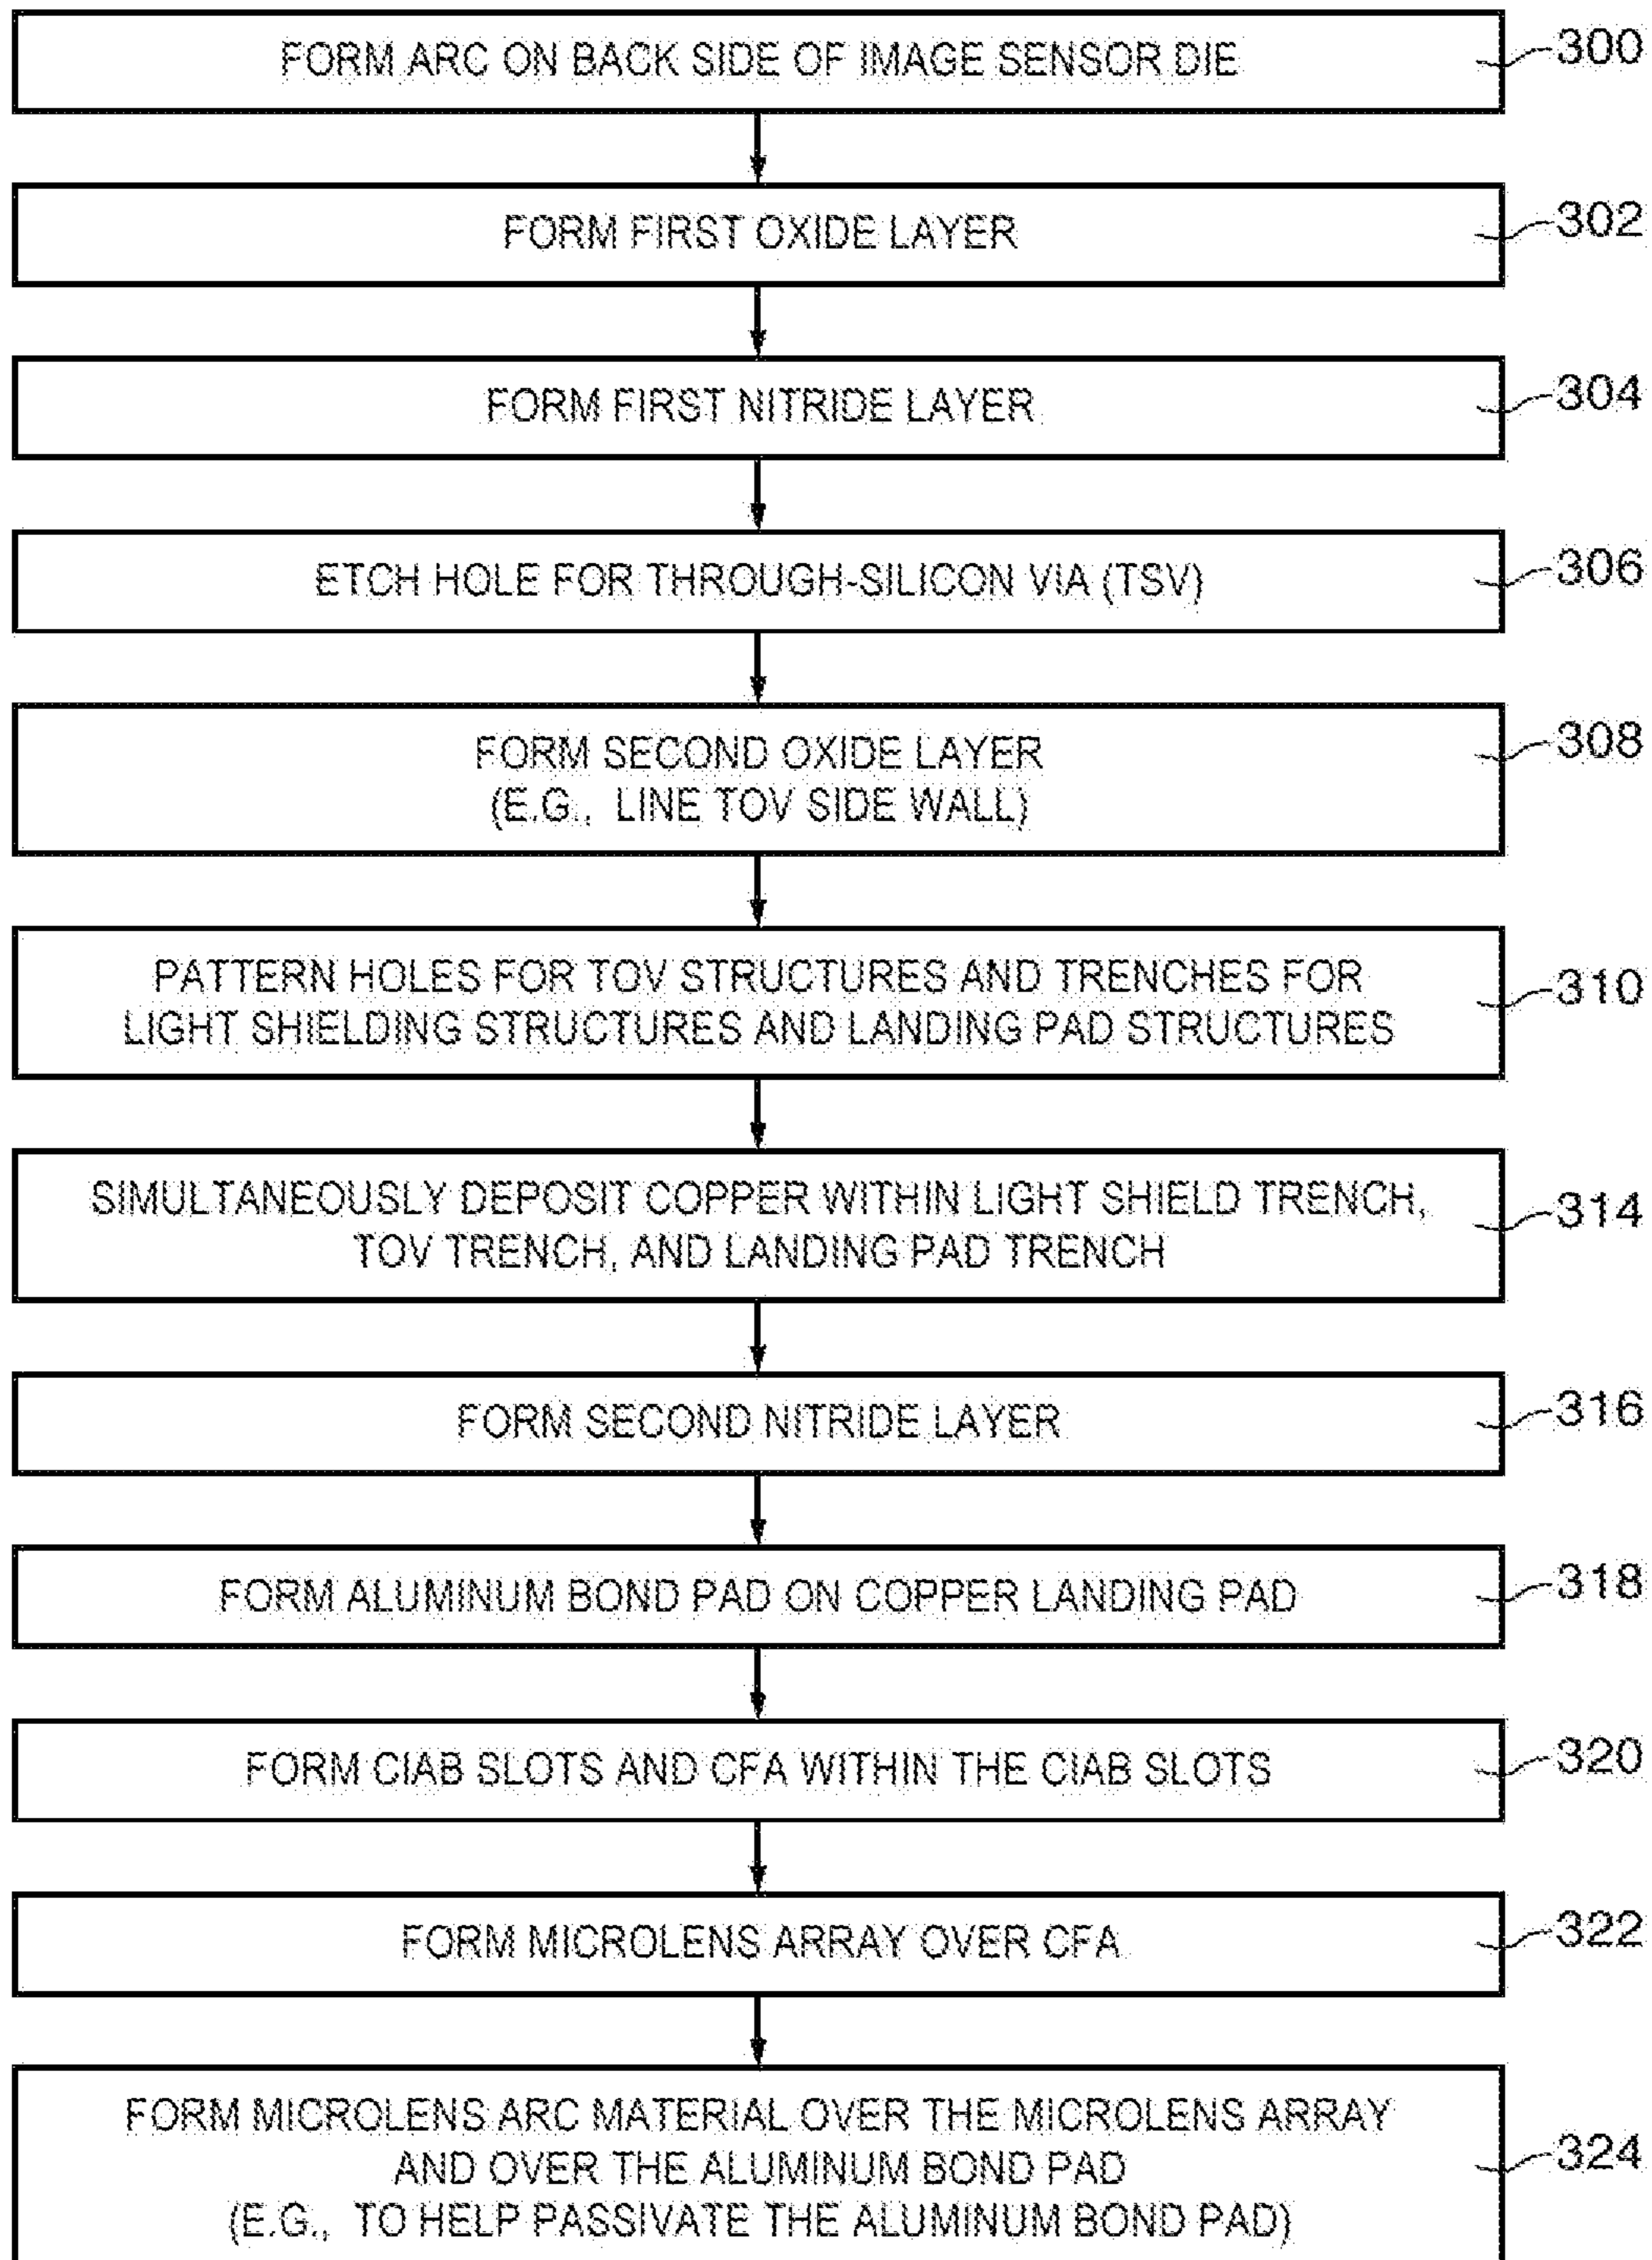 FORM ARC ON BACK SIDE OF IMAGE SENSOR DIE
300
FORM FIRST OXIDE LAYER
302
FORM FIRST NITRIDE LAYER
304
ETCH HOLE FOR THROUGH-SILICON VIA (TSV)
306
FORM SECOND OXIDE LAYER
(E.G., LINE TOV SIDE WALL)
308
PATTERN HOLES FOR TOV STRUCTURES AND TRENCHES FOR
LIGHT SHIELDING STRUCTURES AND LANDING PAD STRUCTURES
310
SIMULTANEOUSLY DEPOSIT COPPER WITHIN LIGHT SHIELD TRENCH,
TOV TRENCH, AND LANDING PAD TRENCH
314
FORM SECOND NITRIDE LAYER
316
FORM ALUMINUM BOND PAD ON COPPER LANDING PAD
318
FORM CIAB SLOTS AND CFA WITHIN THE CIAB SLOTS
320
FORM MICROLENS ARRAY OVER CFA
322
FORM MICROLENS ARC MATERIAL OVER THE MICROLENS ARRAY
AND OVER THE ALUMINUM BOND PAD
(E.G., TO HELP PASSIVATE THE ALUMINUM BOND PAD)
324